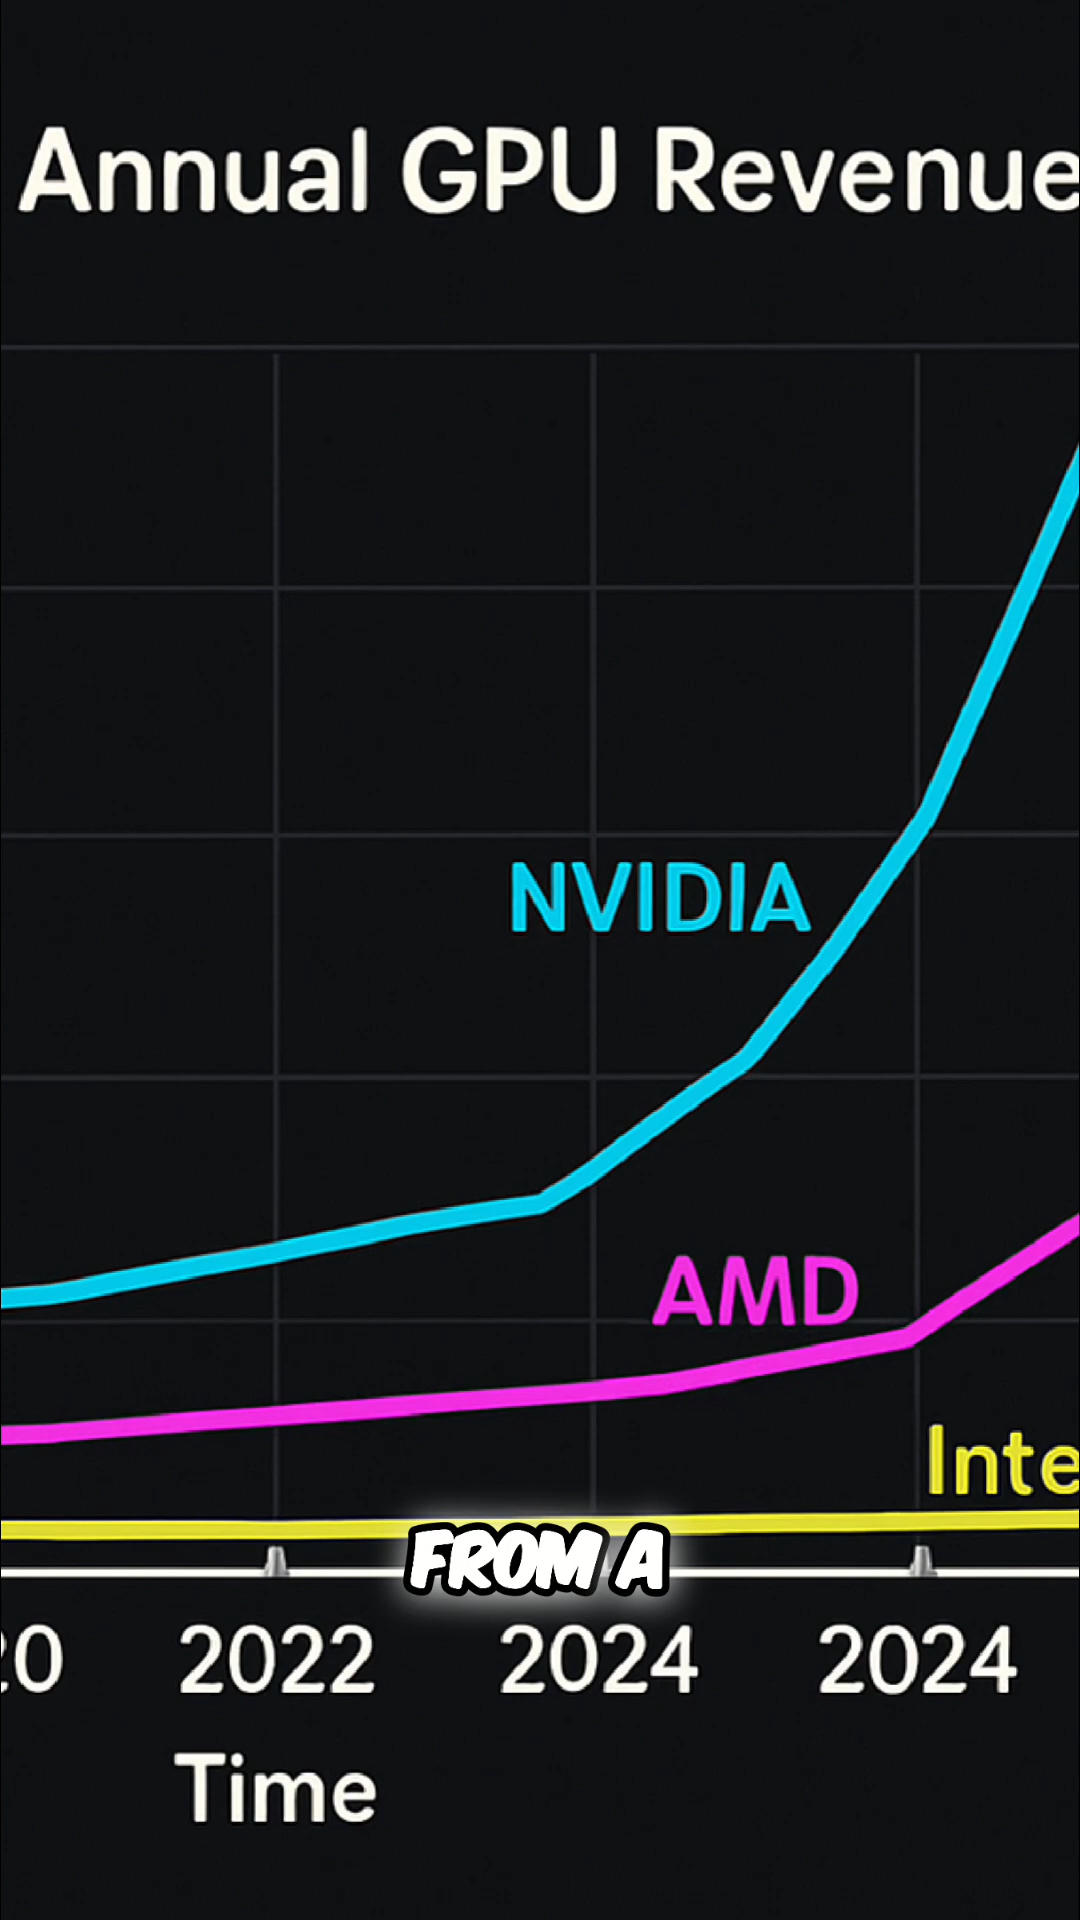 Annual GPU Revenue
NVIDIA
AMD
Inte
FROM A
20 2022 2024 2024
Time